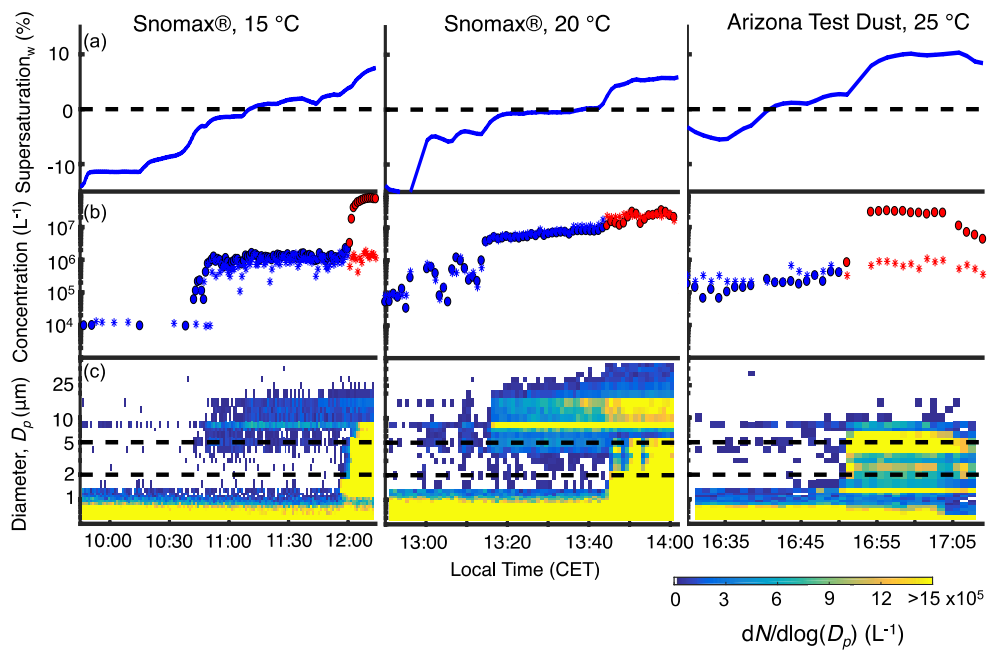 Snomax®, 15 °C
Snomax®, 20 °C
Arizona Test Dust, 25 °C
(a)
Supersaturationw (%)
10
0
-10
(b)
Concentration (L-1)
10⁷
10⁶
10⁵
10⁴
(c)
Diameter, Dp (μm)
25
10
5
2
1
10:00 10:30 11:00 11:30 12:00
13:00 13:20 13:40 14:00
16:35 16:45 16:55 17:05
Local Time (CET)
0 3 6 9 12 >15 x10⁵
dN/dlog(Dp) (L-1)